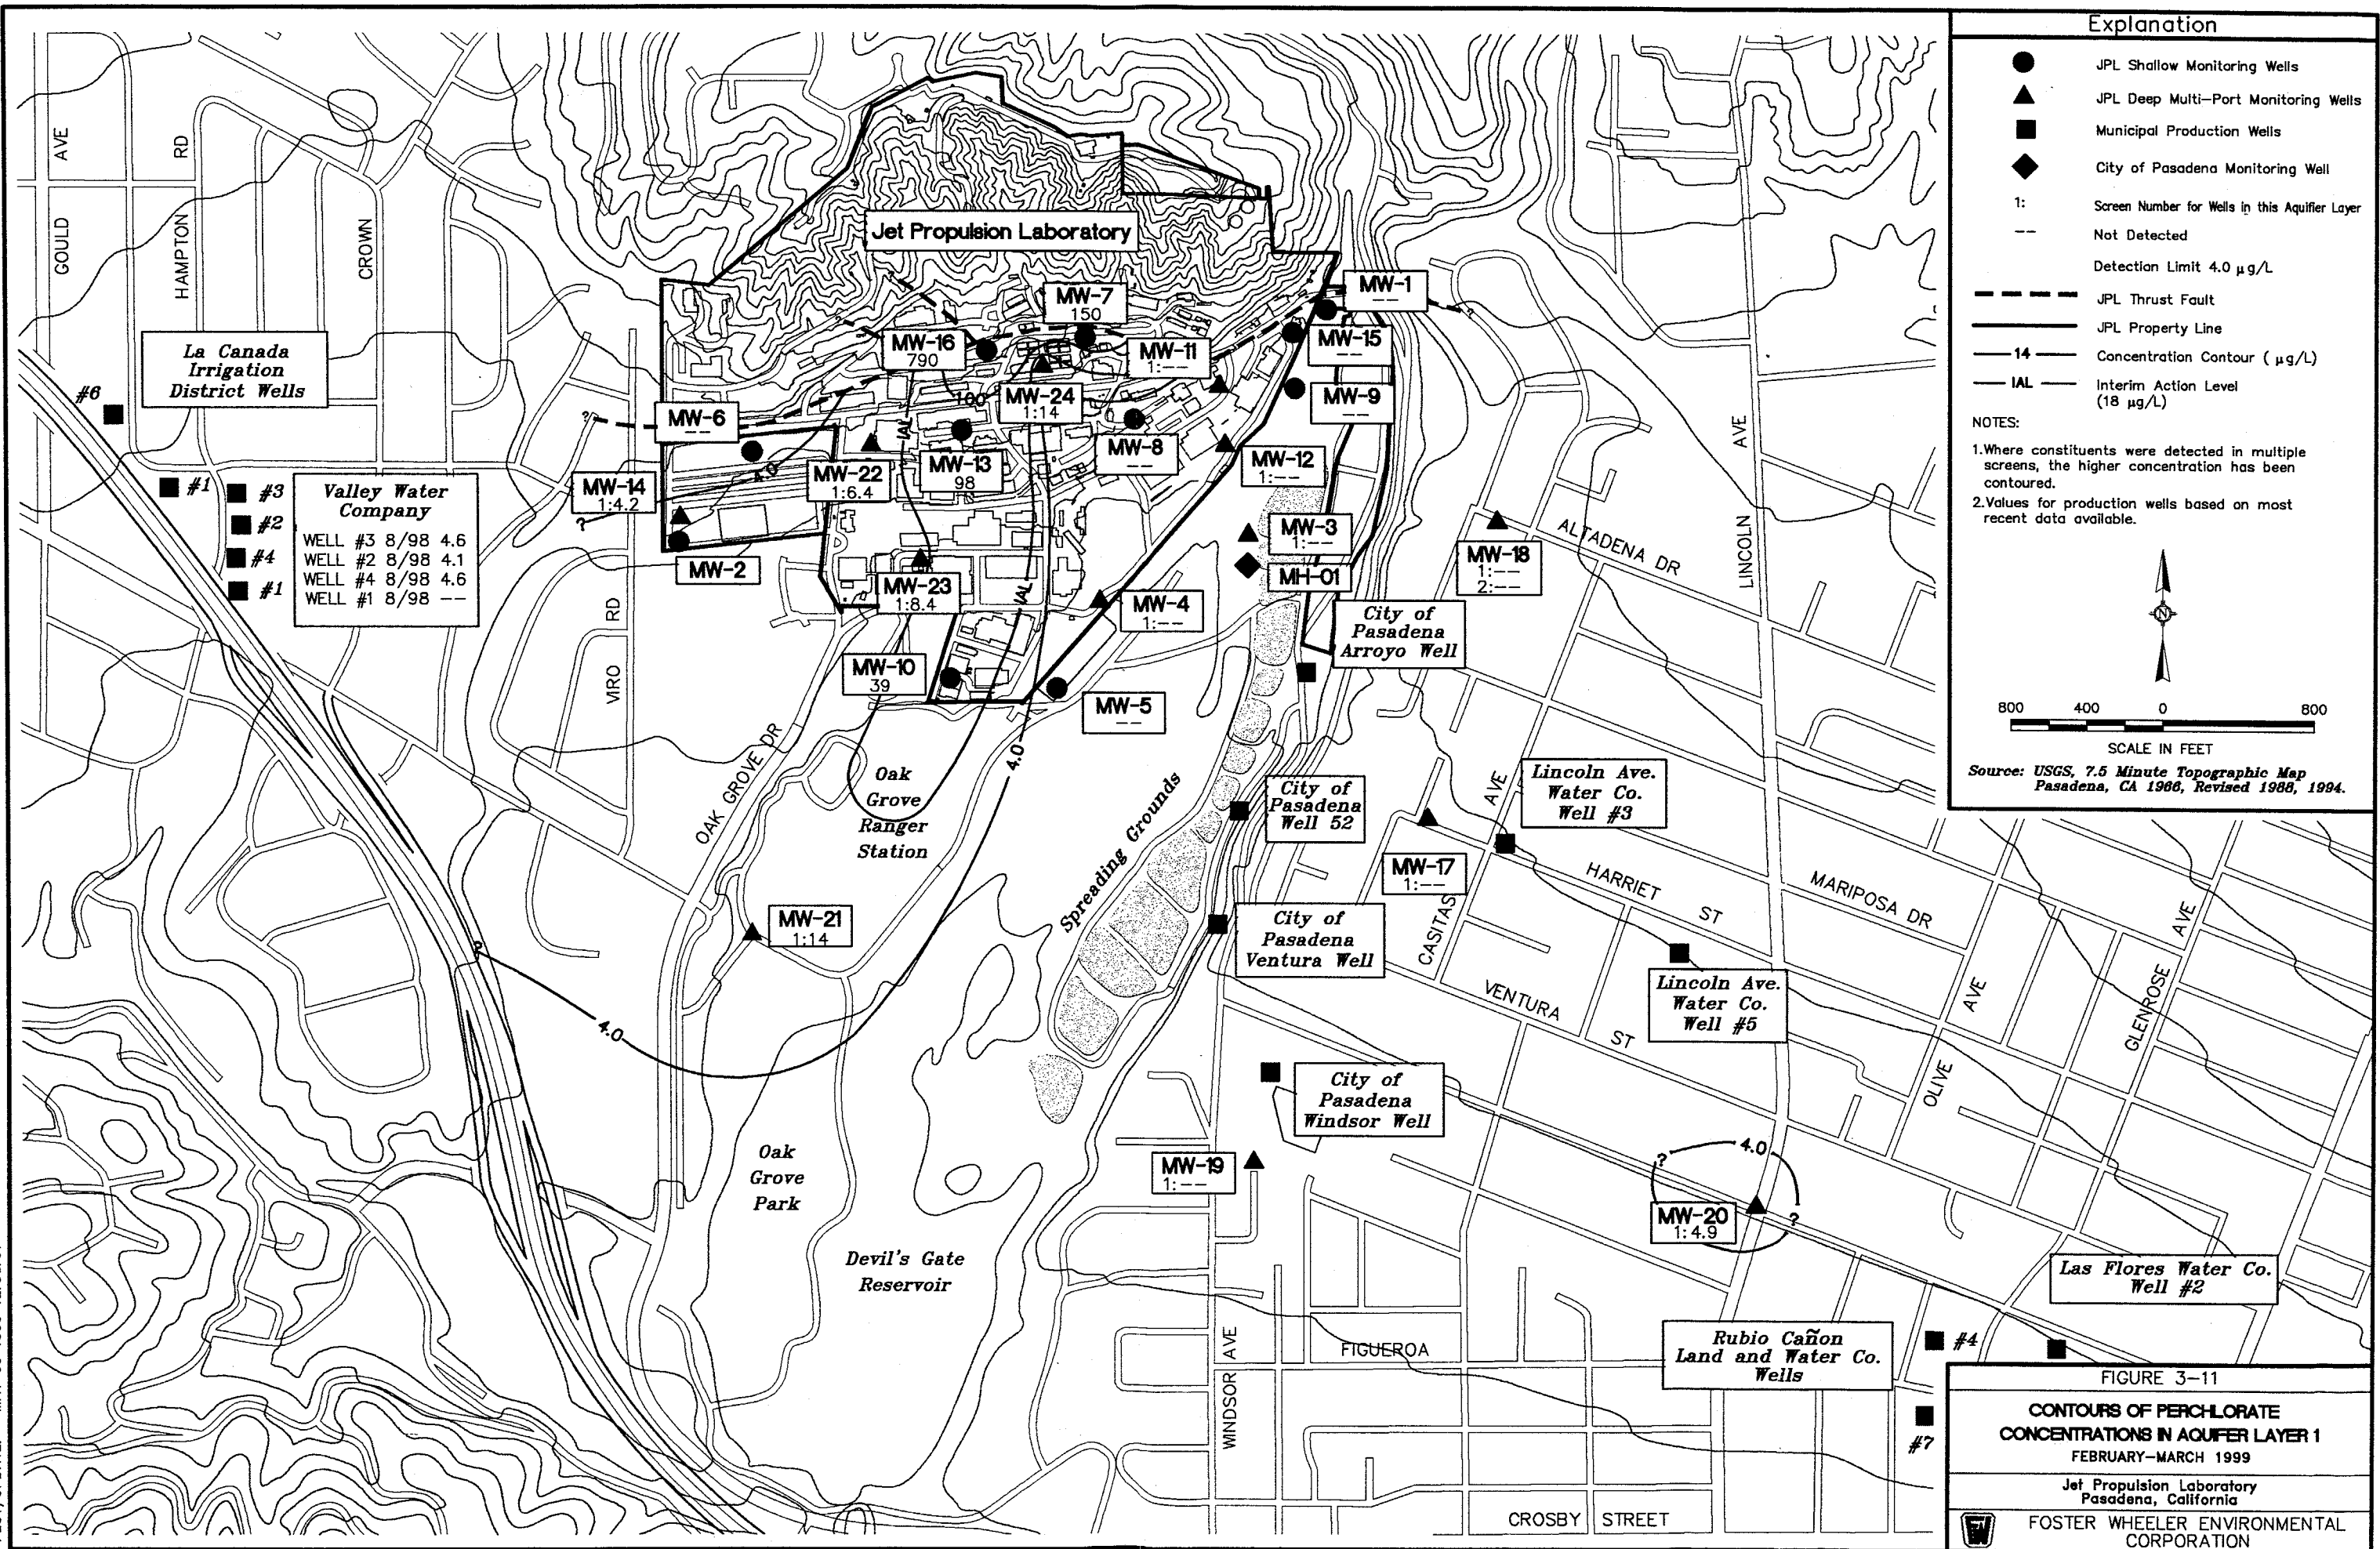 Explanation
JPL Shallow Monitoring Wells
JPL Deep Multi-Port Monitoring Wells
Municipal Production Wells
City of Pasadena Monitoring Well
1: Screen Number for Wells in this Aquifier Layer
-- Not Detected
Detection Limit 4.0 µg/L
JPL Thrust Fault
JPL Property Line
14 Concentration Contour ( µg/L)
IAL Interim Action Level
(18 µg/L)
NOTES:
1.Where constituents were detected in multiple
screens, the higher concentration has been
contoured.
2.Values for production wells based on most
recent data available.
N
800 400 0 800
SCALE IN FEET
Source: USGS, 7.5 Minute Topographic Map
Pasadena, CA 1966, Revised 1988, 1994.
GOULD AVE
HAMPTON RD
CROWN
Jet Propulsion Laboratory
MW-1
--
MW-7
150
MW-16
790
MW-11
1:--
MW-15
--
La Canada
Irrigation
District Wells
#6
MW-6
--
100
MW-24
1:14
MW-9
--
IAL
?
?
?
4.0
MW-8
--
MW-12
1:--
MW-13
98
MW-22
1:6.4
MW-14
1:4.2
?
#1
#3
#2
#4
#1
Valley Water
Company
WELL #3 8/98 4.6
WELL #2 8/98 4.1
WELL #4 8/98 4.6
WELL #1 8/98 --
MW-2
MW-3
1:--
MH-01
MW-18
1:--
2:--
ALTADENA DR
LINCOLN AVE
MW-23
1:8.4
IAL
MW-4
1:--
City of
Pasadena
Arroyo Well
VIRO RD
MW-10
39
MW-5
--
4.0
OAK GROVE DR
Oak
Grove
Ranger
Station
Spreading Grounds
City of
Pasadena
Well 52
Lincoln Ave.
Water Co.
Well #3
MW-17
1:--
CASITAS AVE
HARRIET ST
MARIPOSA DR
MW-21
1:14
City of
Pasadena
Ventura Well
?
4.0
VENTURA ST
Lincoln Ave.
Water Co.
Well #5
OLIVE AVE
GLENROSE AVE
City of
Pasadena
Windsor Well
Oak
Grove
Park
MW-19
1:--
?
4.0
?
MW-20
1:4.9
Devil's Gate
Reservoir
Las Flores Water Co.
Well #2
WINDSOR AVE
FIGUEROA
Rubio Cañon
Land and Water Co.
Wells
#4
#7
CROSBY STREET
FIGURE 3-11
CONTOURS OF PERCHLORATE
CONCENTRATIONS IN AQUIFER LAYER 1
FEBRUARY-MARCH 1999
Jet Propulsion Laboratory
Pasadena, California
FOSTER WHEELER ENVIRONMENTAL
CORPORATION